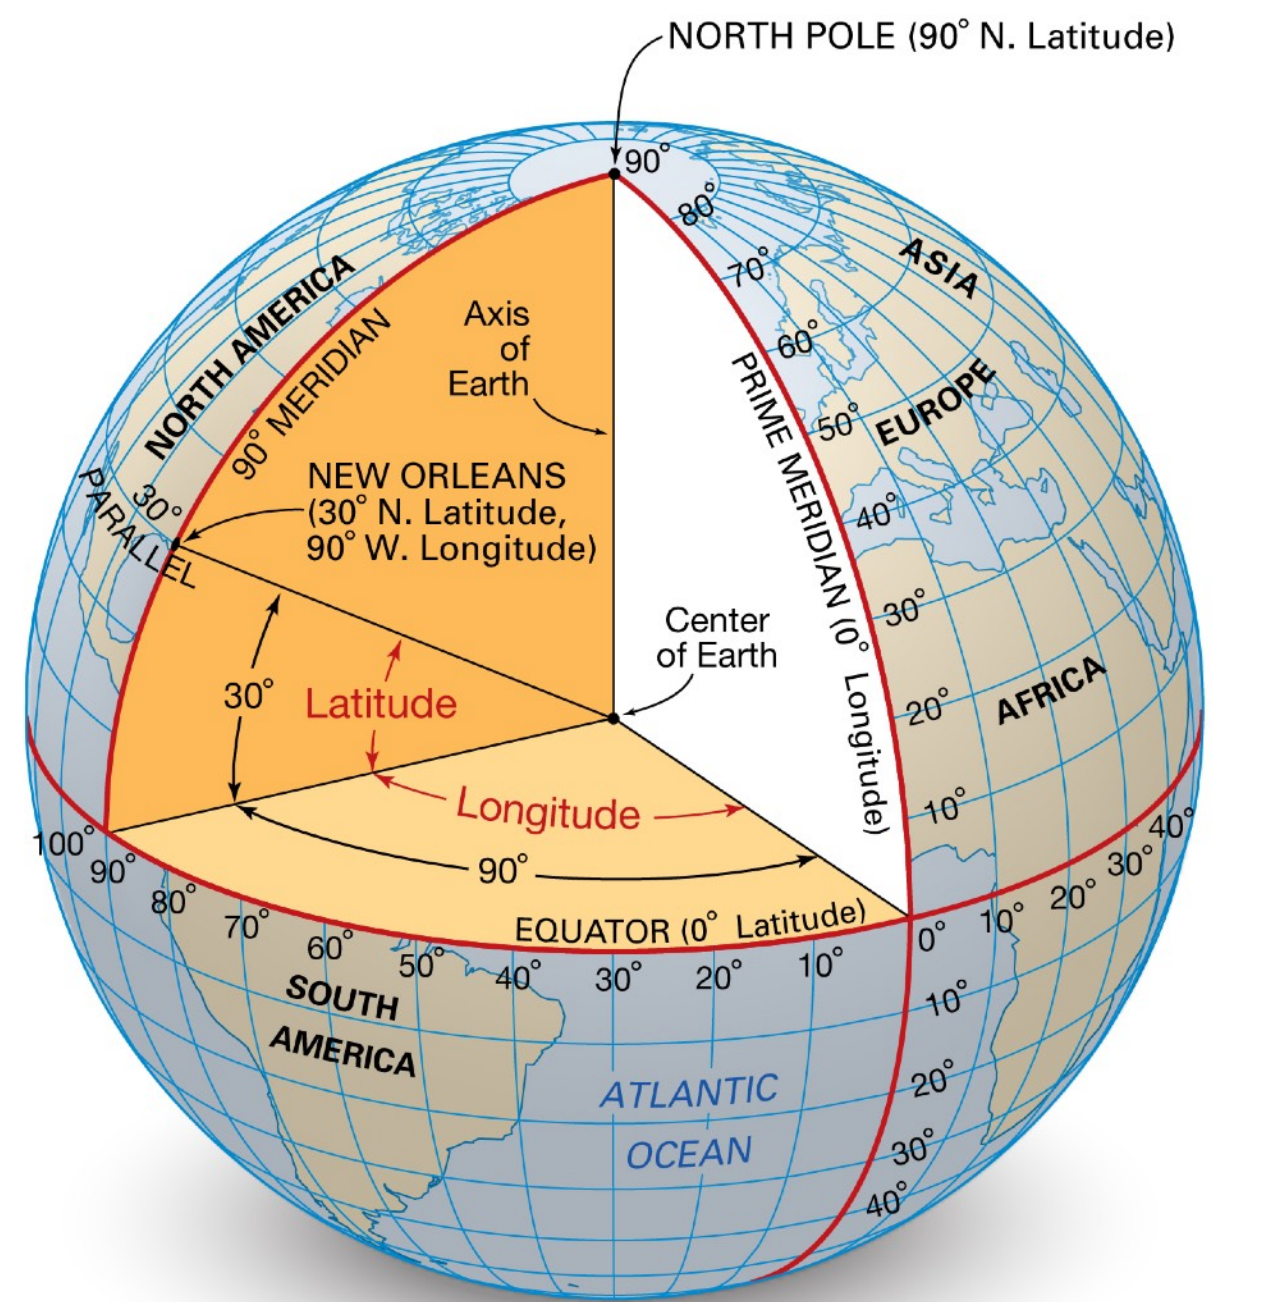 NORTH POLE (90° N. Latitude)
90°
80°
70°
60°
50°
40°
30°
20°
10°
ASIA
EUROPE
AFRICA
NORTH AMERICA
90° MERIDIAN
Axis
of
Earth
PRIME MERIDIAN (0° Longitude)
NEW ORLEANS
(30° N. Latitude,
90° W. Longitude)
30°
PARALLEL
Center
of Earth
30°
Latitude
Longitude
90°
EQUATOR (0° Latitude)
100°
90°
80°
70°
60°
50°
40°
30°
20°
10°
0°
10°
20°
30°
40°
10°
20°
30°
40°
SOUTH
AMERICA
ATLANTIC
OCEAN